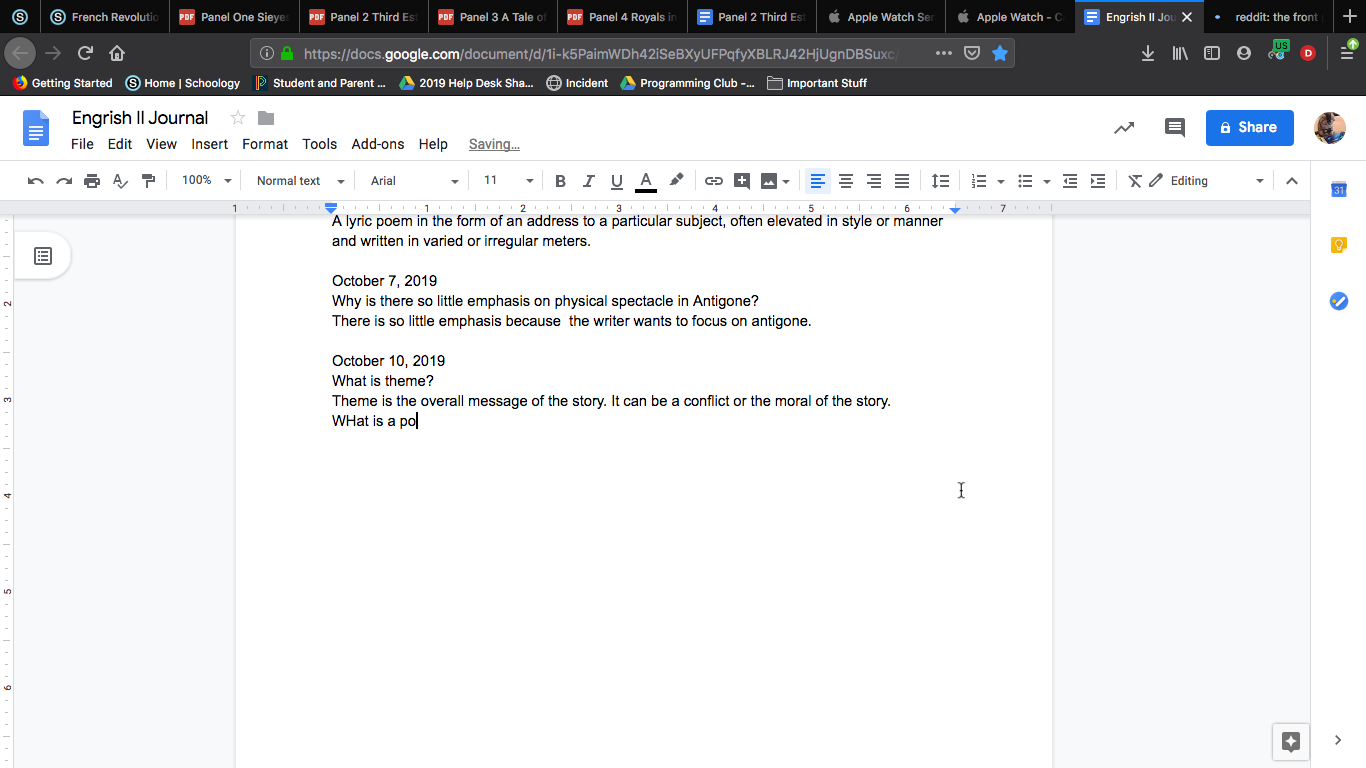 French Revolutio
Panel One Sieye
Panel 2 Third Est
Panel 3 A Tale of
Panel 4 Royals in
Panel 2 Third Est
Apple Watch Ser
Apple Watch - C
Engrish II Jou
reddit: the front
https://docs.google.com/document/d/1i-k5PaimWDh42iSeBXyUFPqfyXBLRJ42HjUgnDBSuxc/
US
D
Getting Started
Home | Schoology
Student and Parent ...
2019 Help Desk Sha...
Incident
Programming Club –...
Important Stuff
Engrish II Journal
File Edit View Insert Format Tools Add-ons Help Saving...
Share
100% Normal text Arial 11 B I U A Editing
1 1 2 3 4 5 6 7
31
A lyric poem in the form of an address to a particular subject, often elevated in style or manner
and written in varied or irregular meters.
October 7, 2019
Why is there so little emphasis on physical spectacle in Antigone?
There is so little emphasis because  the writer wants to focus on antigone.
October 10, 2019
What is theme?
Theme is the overall message of the story. It can be a conflict or the moral of the story.
WHat is a po
2
3
4
5
6